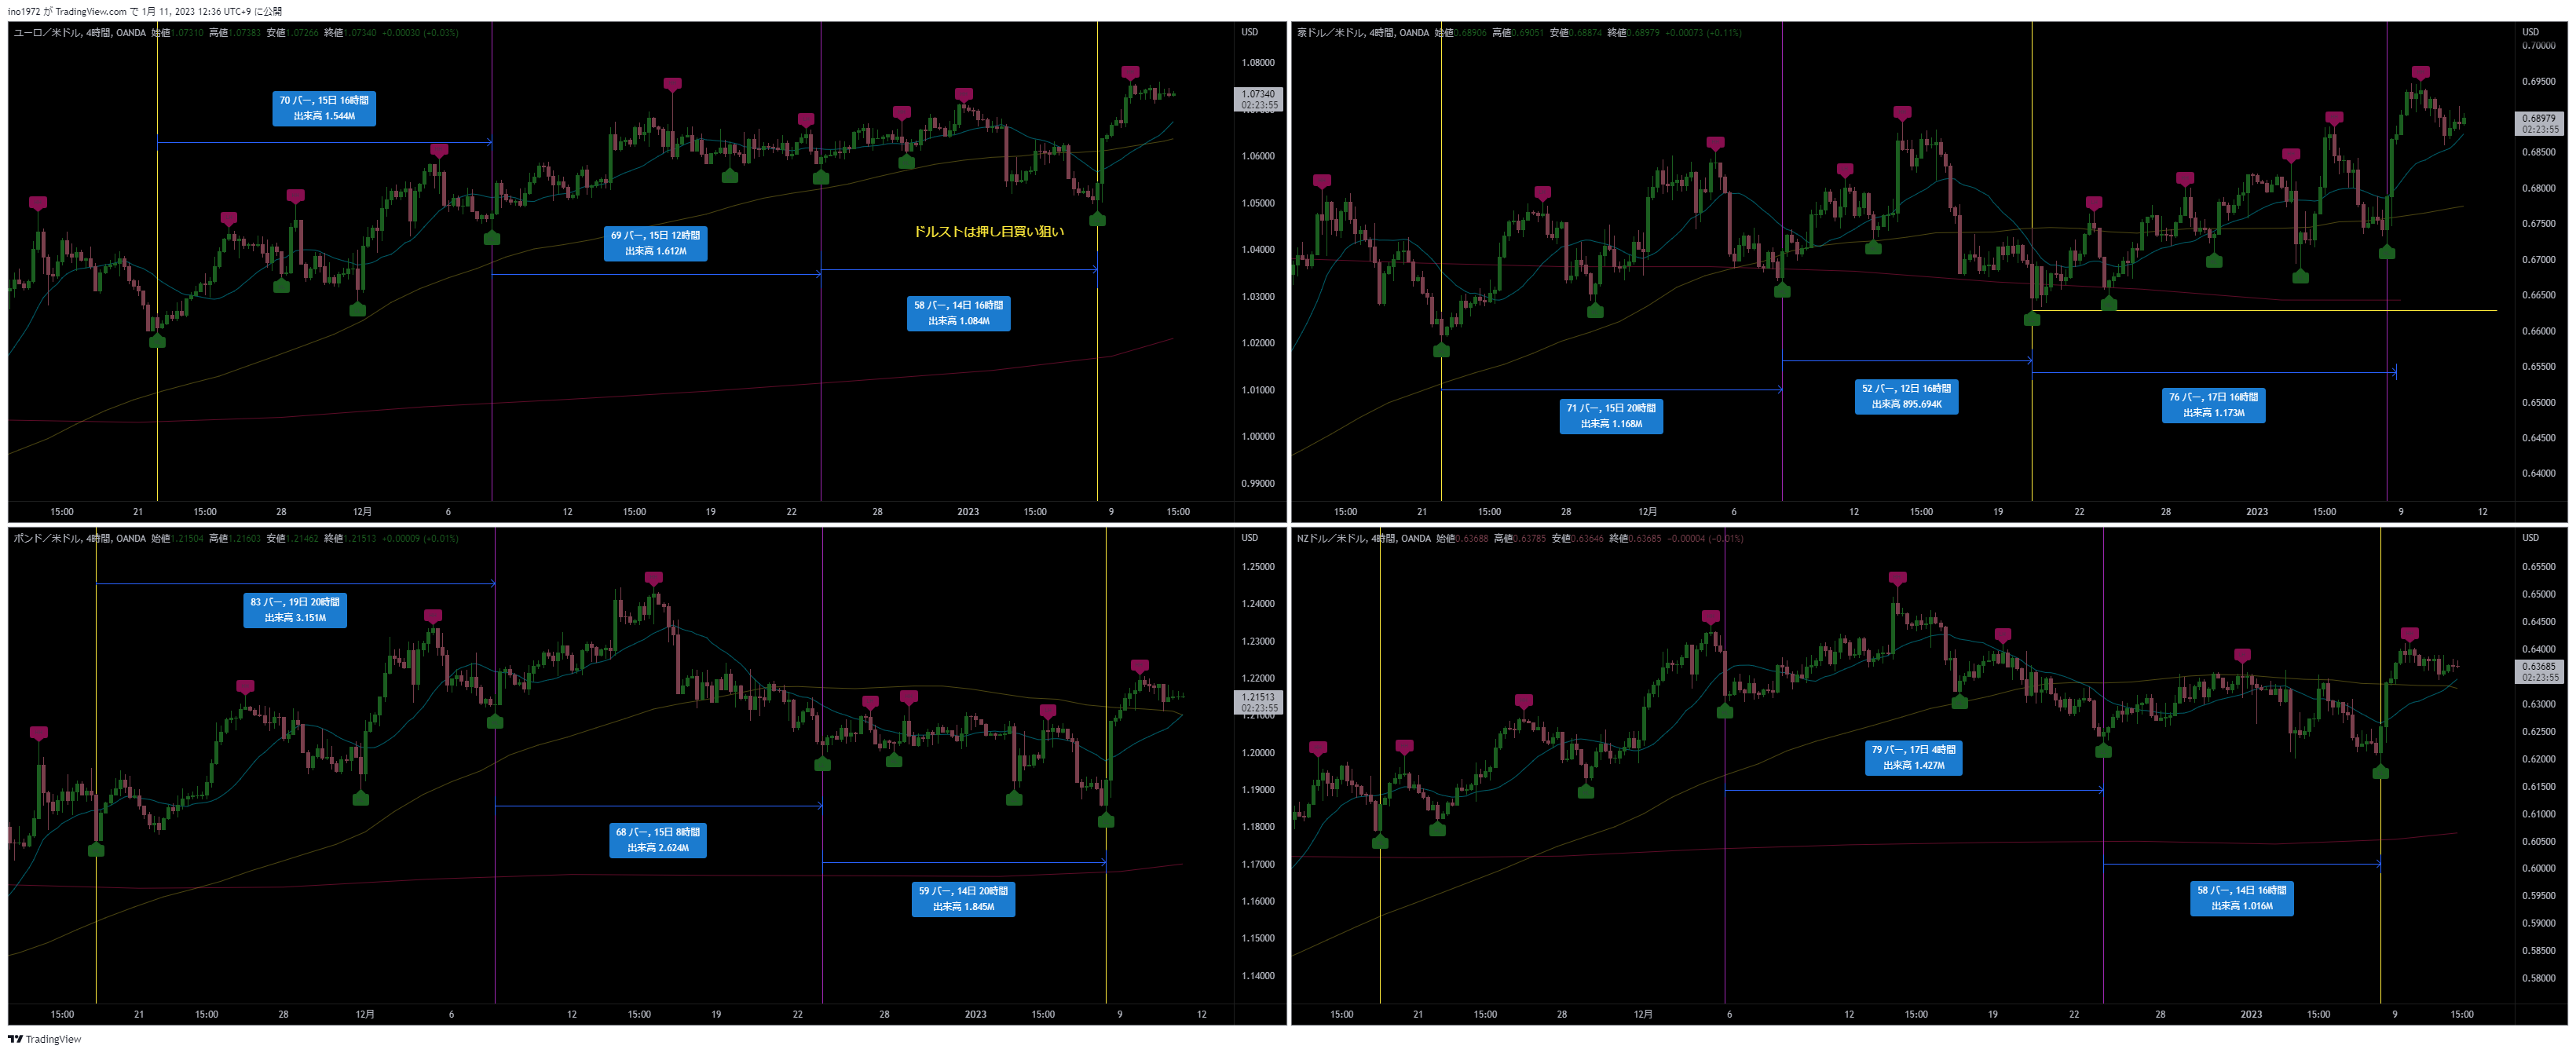 ino1972 が TradingView.com で 1月 11, 2023 12:36 UTC+9 に公開
ユーロ／米ドル, 4時間, OANDA 始値1.07310 高値1.07383 安値1.07266 終値1.07340 +0.00030 (+0.03%)
USD
1.08000
1.07340
02:23:55
1.06000
1.05000
1.04000
1.03000
1.02000
1.01000
1.00000
0.99000
70 バー, 15日 16時間
出来高 1.544M
69 バー, 15日 12時間
出来高 1.612M
ドルストは押し目買い狙い
58 バー, 14日 16時間
出来高 1.084M
15:00 21 15:00 28 12月 6 12 15:00 19 22 28 2023 15:00 9 15:00
豪ドル／米ドル, 4時間, OANDA 始値0.68906 高値0.69051 安値0.68874 終値0.68979 +0.00073 (+0.11%)
USD
0.70000
0.69500
0.68979
02:23:55
0.68500
0.68000
0.67500
0.67000
0.66500
0.66000
0.65500
0.65000
0.64500
0.64000
71 バー, 15日 20時間
出来高 1.168M
52 バー, 12日 16時間
出来高 895.694K
76 バー, 17日 16時間
出来高 1.173M
15:00 21 15:00 28 12月 6 12 15:00 19 22 28 2023 15:00 9 12
ポンド／米ドル, 4時間, OANDA 始値1.21504 高値1.21603 安値1.21462 終値1.21513 +0.00009 (+0.01%)
USD
1.25000
1.24000
1.23000
1.22000
1.21513
02:23:55
1.21000
1.20000
1.19000
1.18000
1.17000
1.16000
1.15000
1.14000
83 バー, 19日 20時間
出来高 3.151M
68 バー, 15日 8時間
出来高 2.624M
59 バー, 14日 20時間
出来高 1.845M
15:00 21 15:00 28 12月 6 12 15:00 19 22 28 2023 15:00 9 12
NZドル／米ドル, 4時間, OANDA 始値0.63688 高値0.63785 安値0.63646 終値0.63685 −0.00004 (−0.01%)
USD
0.65500
0.65000
0.64500
0.64000
0.63685
02:23:55
0.63000
0.62500
0.62000
0.61500
0.61000
0.60500
0.60000
0.59500
0.59000
0.58500
0.58000
79 バー, 17日 4時間
出来高 1.427M
58 バー, 14日 16時間
出来高 1.016M
15:00 21 15:00 28 12月 6 12 15:00 19 22 28 2023 15:00 9 15:00
TradingView